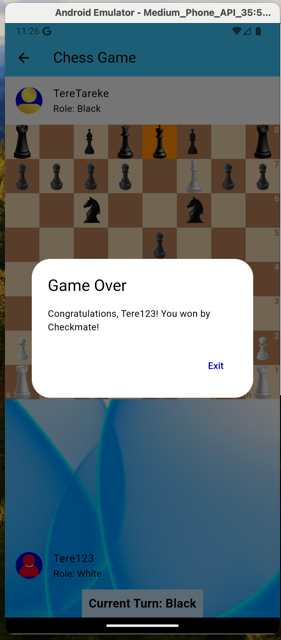 Android Emulator - Medium_Phone_API_35:5...
11:26 G
Chess Game
TereTareke
Role: Black
8
7
6
5
4
3
2
1
Game Over
Congratulations, Tere123! You won by
Checkmate!
Exit
Tere123
Role: White
Current Turn: Black